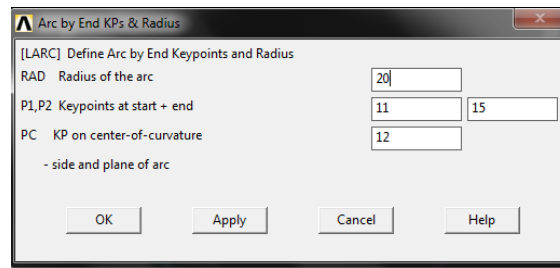 Arc by End KPs & Radius
[LARC] Define Arc by End Keypoints and Radius
RAD Radius of the arc 20
P1,P2 Keypoints at start + end 11 15
PC KP on center-of-curvature 12
- side and plane of arc
OK Apply Cancel Help